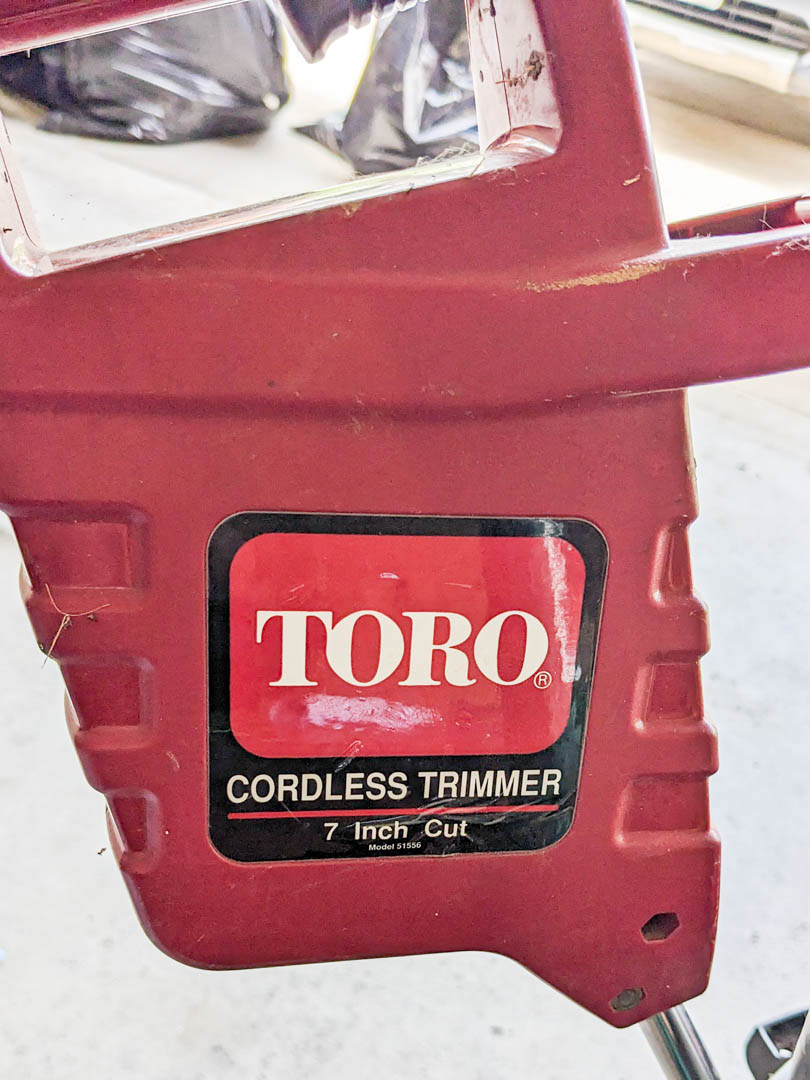 TORO®
CORDLESS TRIMMER
7 Inch Cut
Model 51556